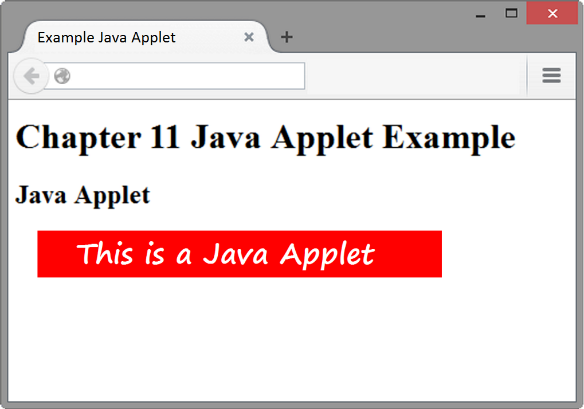 Example Java Applet
Chapter 11 Java Applet Example
Java Applet
This is a Java Applet